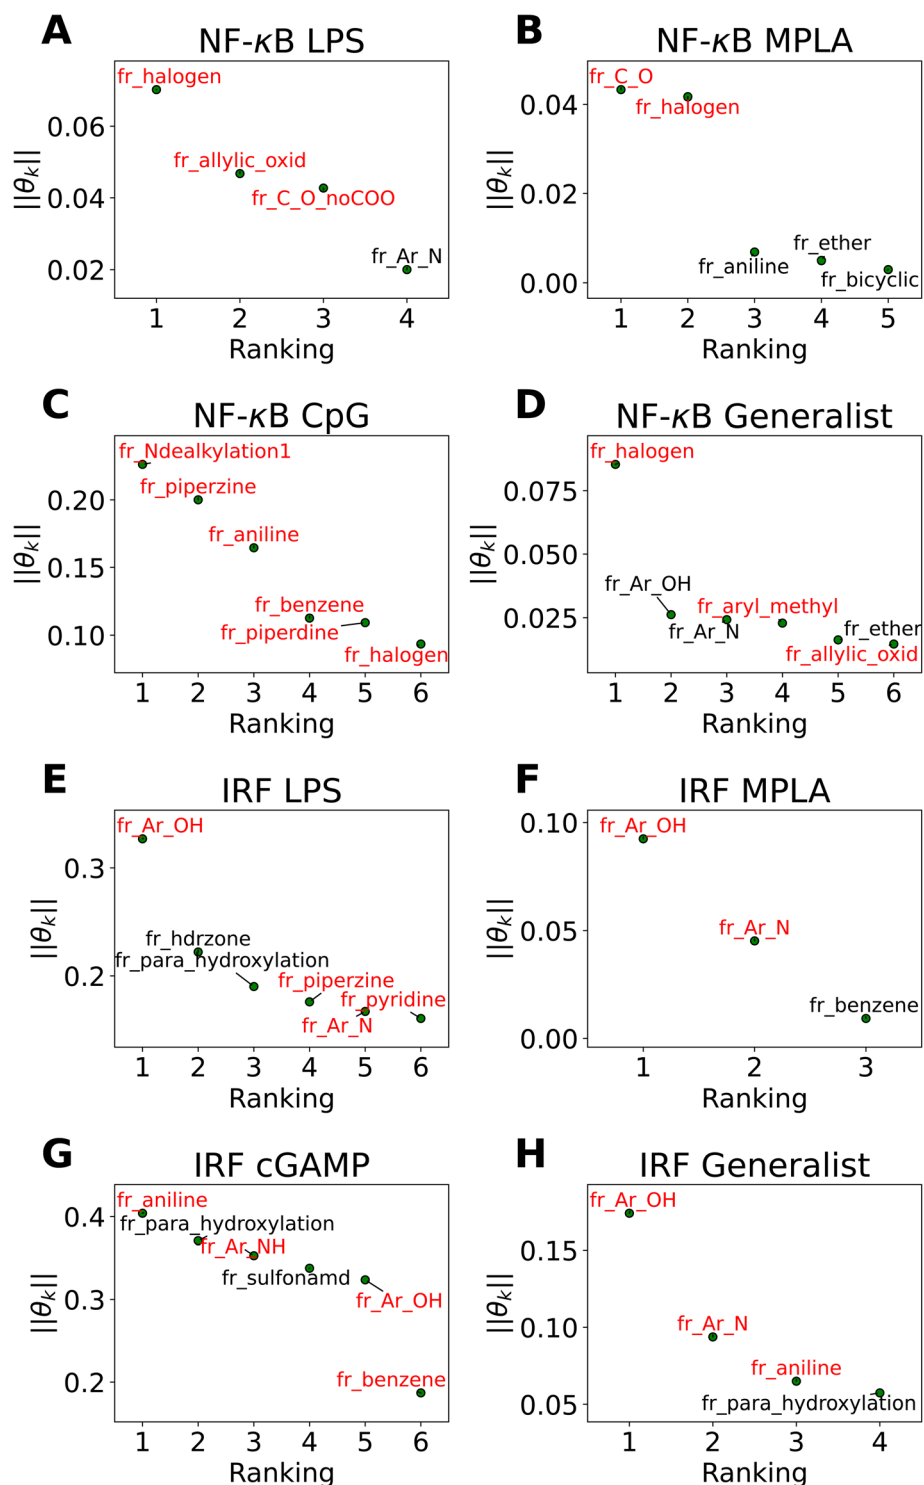 A
NF-κB LPS
fr_halogen
fr_allylic_oxid
fr_C_O_noCOO
fr_Ar_N
0.06
0.04
0.02
||θk||
1 2 3 4
Ranking
B
NF-κB MPLA
fr_C_O
fr_halogen
fr_ether
fr_aniline
fr_bicyclic
0.04
0.02
0.00
||θk||
1 2 3 4 5
Ranking
C
NF-κB CpG
fr_Ndealkylation1
fr_piperzine
fr_aniline
fr_benzene
fr_piperdine
fr_halogen
0.20
0.15
0.10
||θk||
1 2 3 4 5 6
Ranking
D
NF-κB Generalist
fr_halogen
fr_Ar_OH
fr_aryl_methyl
fr_Ar_N
fr_ether
fr_allylic_oxid
0.075
0.050
0.025
||θk||
1 2 3 4 5 6
Ranking
E
IRF LPS
fr_Ar_OH
fr_hdrzone
fr_para_hydroxylation
fr_piperzine
fr_pyridine
fr_Ar_N
0.3
0.2
||θk||
1 2 3 4 5 6
Ranking
F
IRF MPLA
fr_Ar_OH
fr_Ar_N
fr_benzene
0.10
0.05
0.00
||θk||
1 2 3
Ranking
G
IRF cGAMP
fr_aniline
fr_para_hydroxylation
fr_Ar_NH
fr_sulfonamd
fr_Ar_OH
fr_benzene
0.4
0.3
0.2
||θk||
1 2 3 4 5 6
Ranking
H
IRF Generalist
fr_Ar_OH
fr_Ar_N
fr_aniline
fr_para_hydroxylation
0.15
0.10
0.05
||θk||
1 2 3 4
Ranking